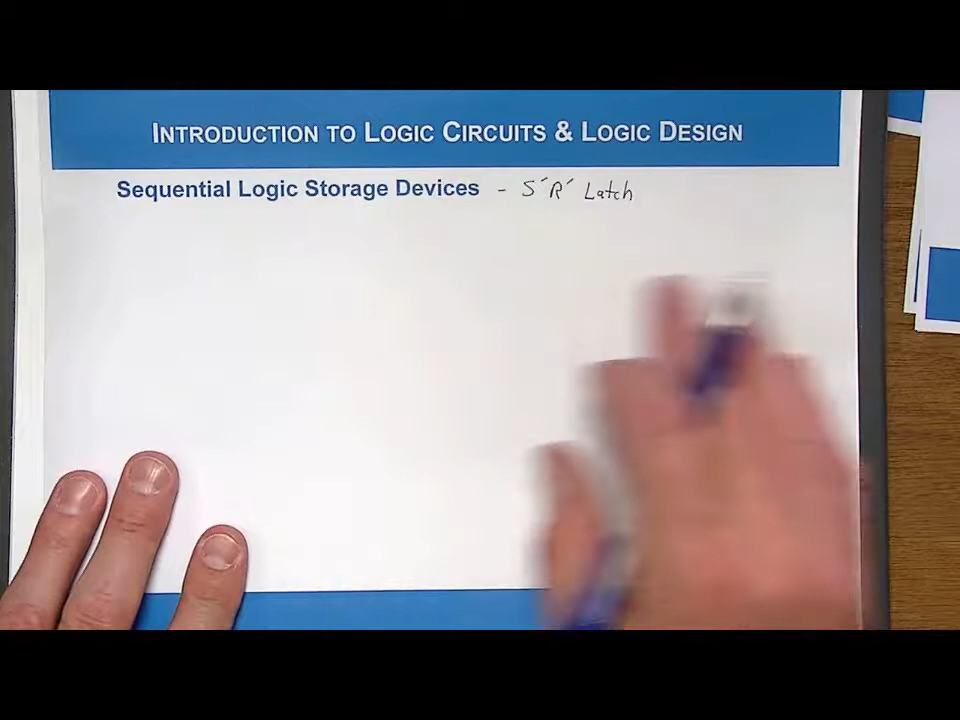 INTRODUCTION TO LOGIC CIRCUITS & LOGIC DESIGN
Sequential Logic Storage Devices - S'R' Latch